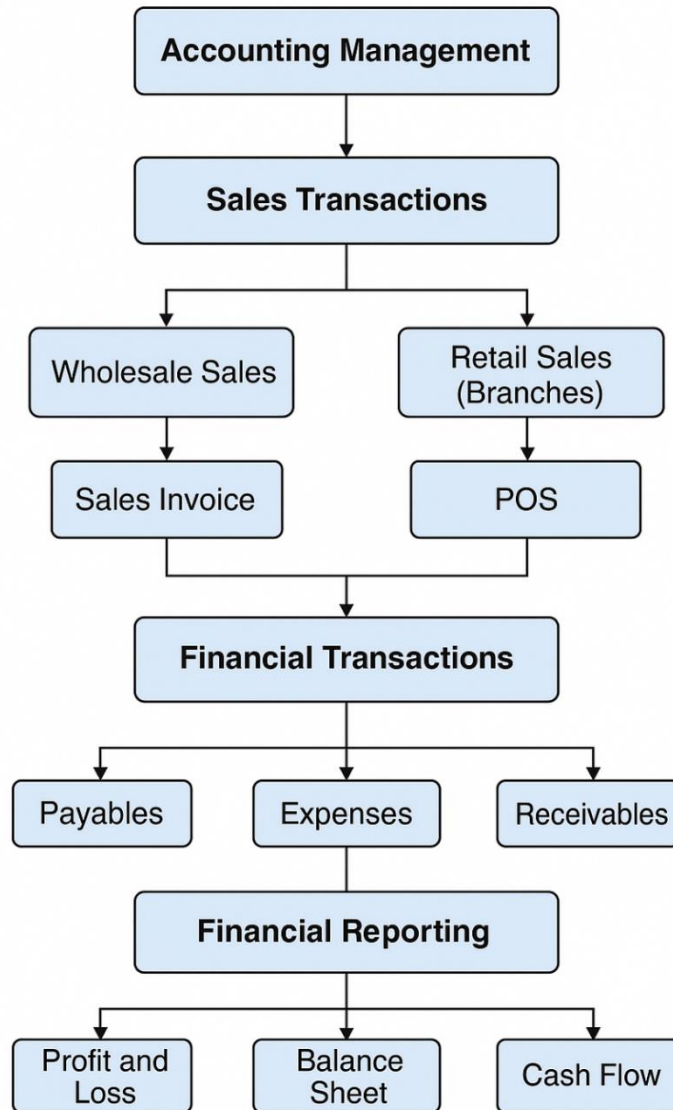 Accounting Management
Sales Transactions
Wholesale Sales
Retail Sales
(Branches)
Sales Invoice
POS
Financial Transactions
Payables
Expenses
Receivables
Financial Reporting
Profit and
Loss
Balance
Sheet
Cash Flow